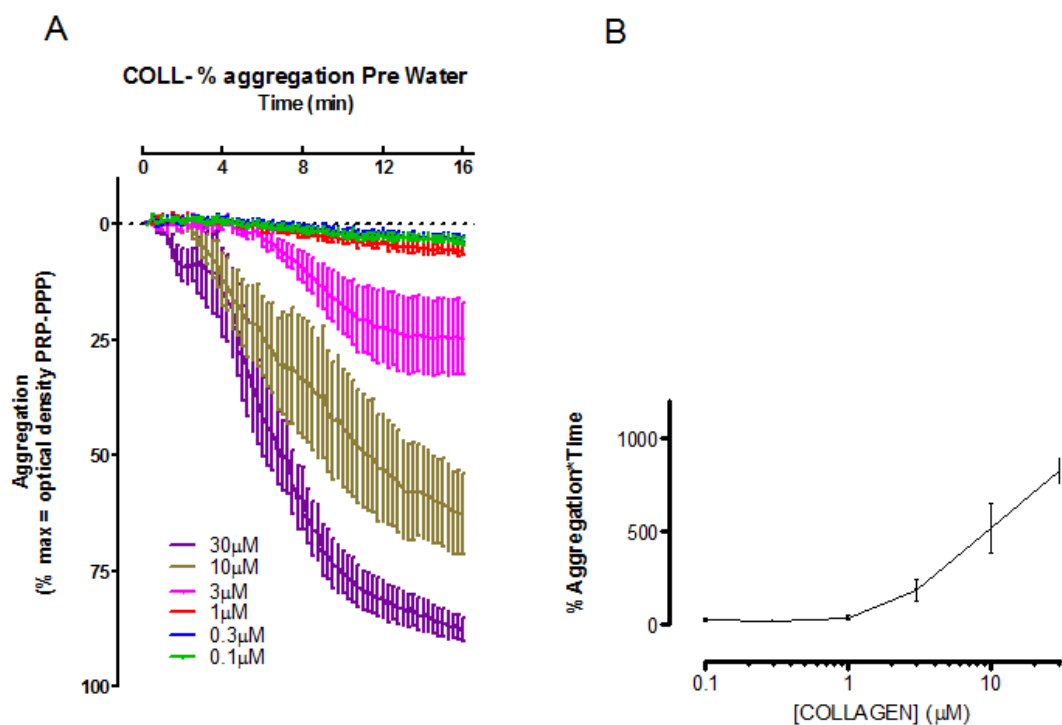 A
COLL- % aggregation Pre Water
Time (min)
0 4 8 12 16
0
25
50
75
100
Aggregation
(% max = optical density PRP-PPP)
30µM
10µM
3µM
1µM
0.3µM
0.1µM
B
1000
500
0
% Aggregation*Time
0.1 1 10
[COLLAGEN] (µM)